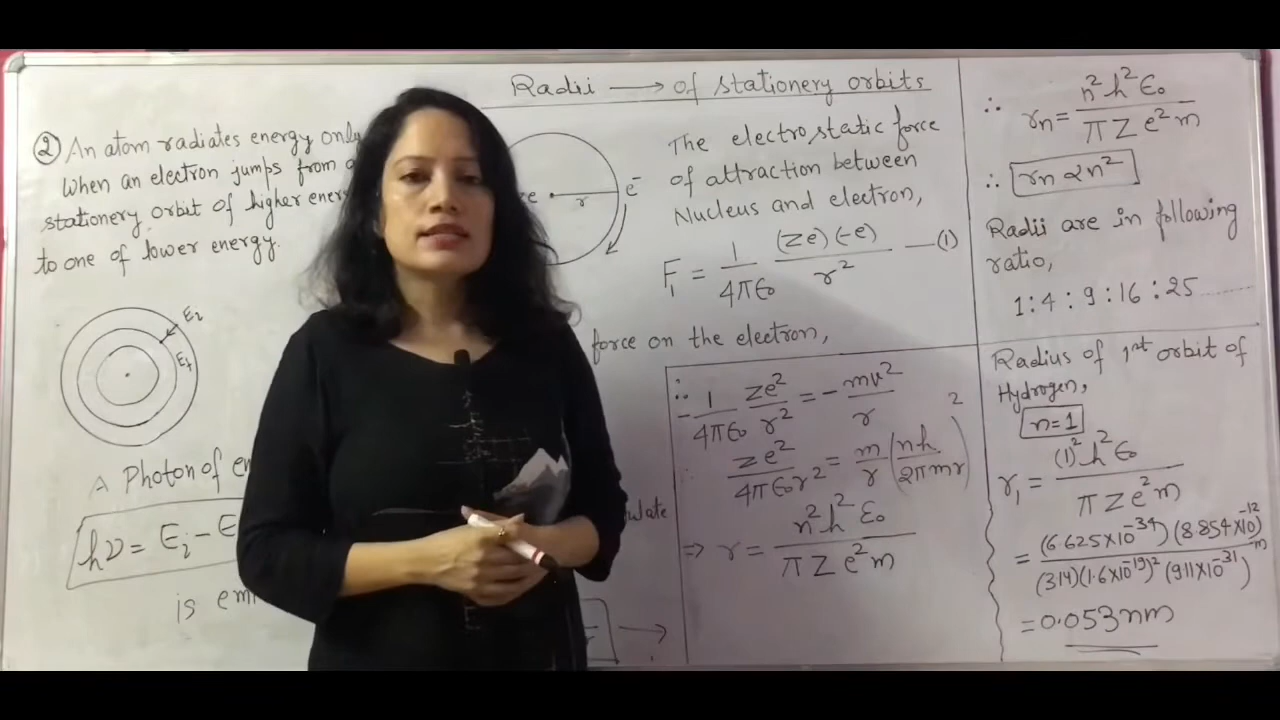 Radii ⟶ of stationery orbits
② An atom radiates energy only
When an electron jumbs from a
stationery orbit of higher energ
to one of lower energy.
E₂
E₁
A Photon of en
hν = Eᵢ − E
is em
e r e⁻
The electrostatic force
of attraction between
Nucleus and electron,
F₁ = 1/4πε₀ (Ze)(-e)/r² —(1)
force on the electron,
ulate
∴ -1/4πε₀ Ze²/r² = - mv²/r
∴ Ze²/4πε₀r² = m/r (nh/2πmr)²
⇒ r = n²h²ε₀/πZe²m
∴ rₙ = n²h²ε₀/πZe²m
∴ rₙ ∝ n²
Radii are in following
ratio,
1:4:9:16:25 ........
Radius of 1st orbit of
Hydrogen,
n=1
r₁ = (1)²h²ε₀/πZe²m
= (6.625×10⁻³⁴)(8.854×10⁻¹²)/(3.14)(1.6×10⁻¹⁹)²(9.11×10⁻³¹)
= 0.053nm